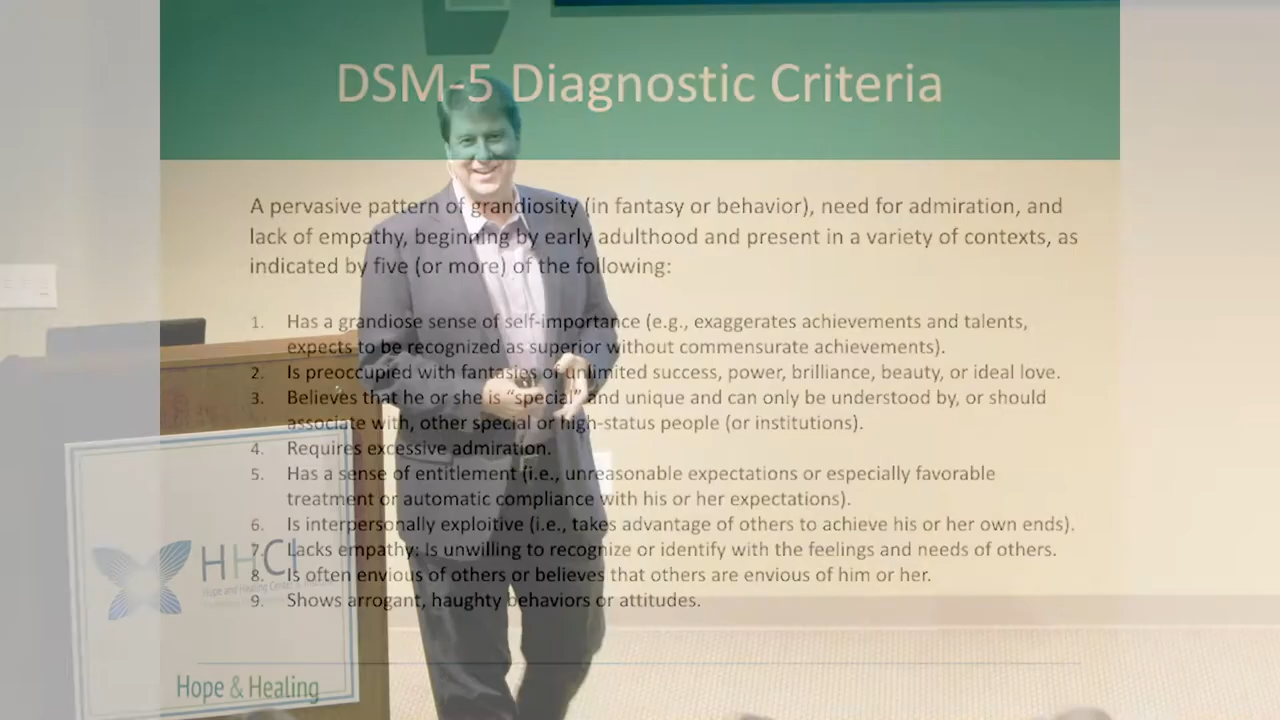 DSM-5 Diagnostic Criteria
A pervasive pattern of grandiosity (in fantasy or behavior), need for admiration, and
lack of empathy, beginning by early adulthood and present in a variety of contexts, as
indicated by five (or more) of the following:
1. Has a grandiose sense of self-importance (e.g., exaggerates achievements and talents,
expects to be recognized as superior without commensurate achievements).
2. Is preoccupied with fantasies of unlimited success, power, brilliance, beauty, or ideal love.
3. Believes that he or she is “special” and unique and can only be understood by, or should
associate with, other special or high-status people (or institutions).
4. Requires excessive admiration.
5. Has a sense of entitlement (i.e., unreasonable expectations or especially favorable
treatment or automatic compliance with his or her expectations).
6. Is interpersonally exploitive (i.e., takes advantage of others to achieve his or her own ends).
7. Lacks empathy: Is unwilling to recognize or identify with the feelings and needs of others.
8. Is often envious of others or believes that others are envious of him or her.
9. Shows arrogant, haughty behaviors or attitudes.
HHCI
Hope and Healing Center &
Hope & Healing